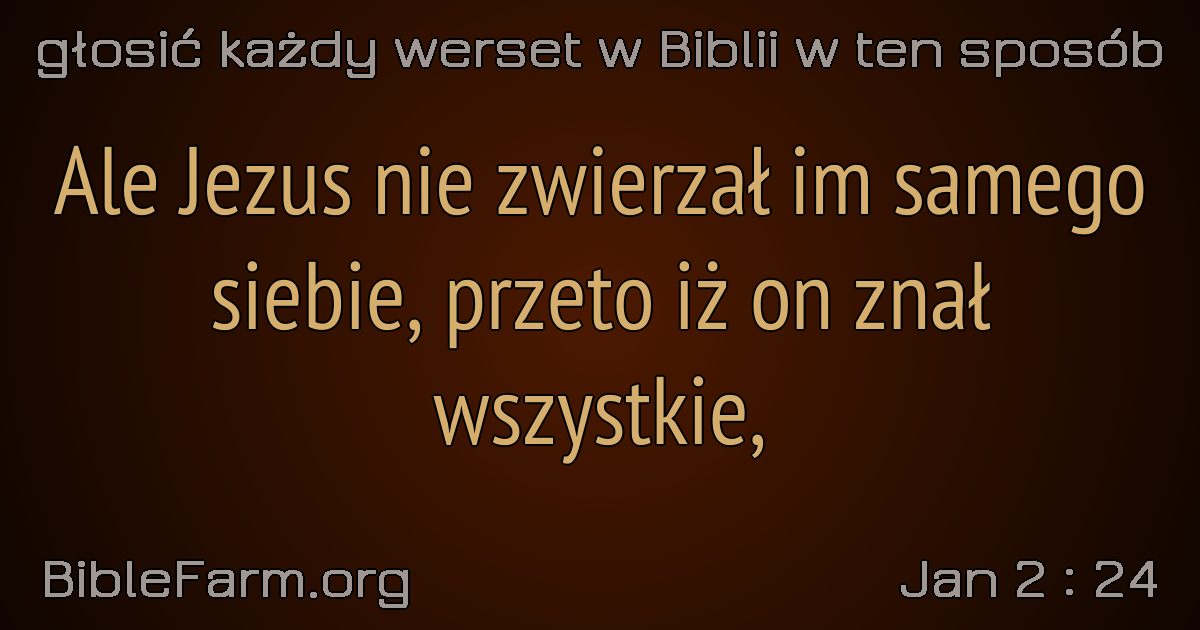 głosić każdy werset w Biblii w ten sposób
Ale Jezus nie zwierzał im samego
siebie, przeto iż on znał
wszystkie,
BibleFarm.org
Jan 2 : 24